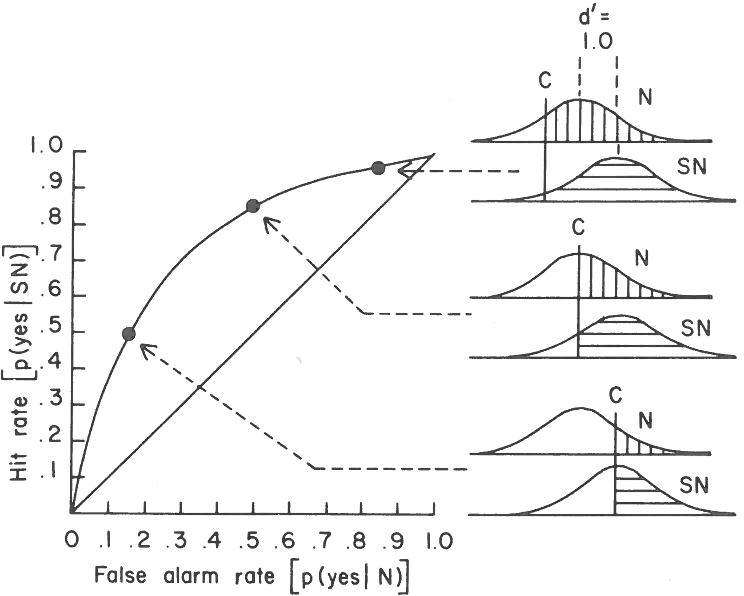 d′ =
1.0
C
N
SN
C
N
SN
C
N
SN
1.0
.9
.8
.7
.6
.5
.4
.3
.2
.1
Hit rate [p(yes|SN)]
0 .1 .2 .3 .4 .5 .6 .7 .8 .9 1.0
False alarm rate [p(yes|N)]